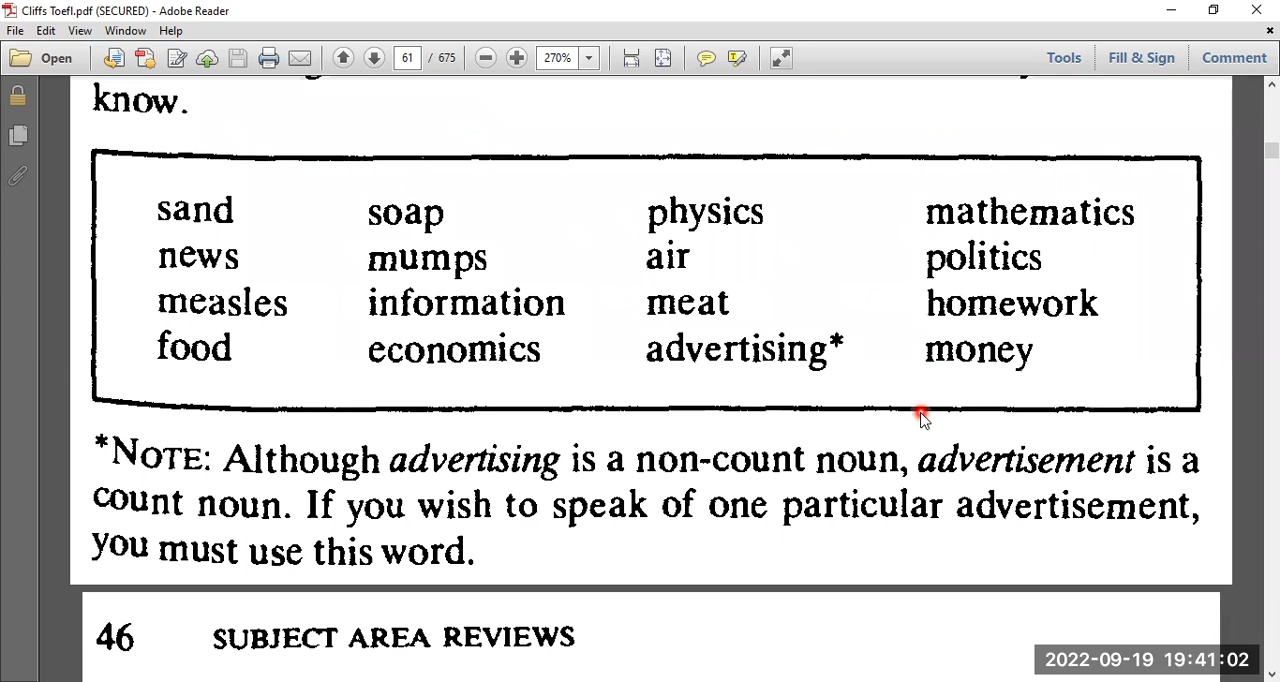 Cliffs Toefl.pdf (SECURED) - Adobe Reader
File Edit View Window Help
Open 61 / 675 270% Tools Fill & Sign Comment
know.
sand soap physics mathematics
news mumps air politics
measles information meat homework
food economics advertising* money
*NOTE: Although advertising is a non-count noun, advertisement is a
count noun. If you wish to speak of one particular advertisement,
you must use this word.
46 SUBJECT AREA REVIEWS
2022-09-19 19:41:02